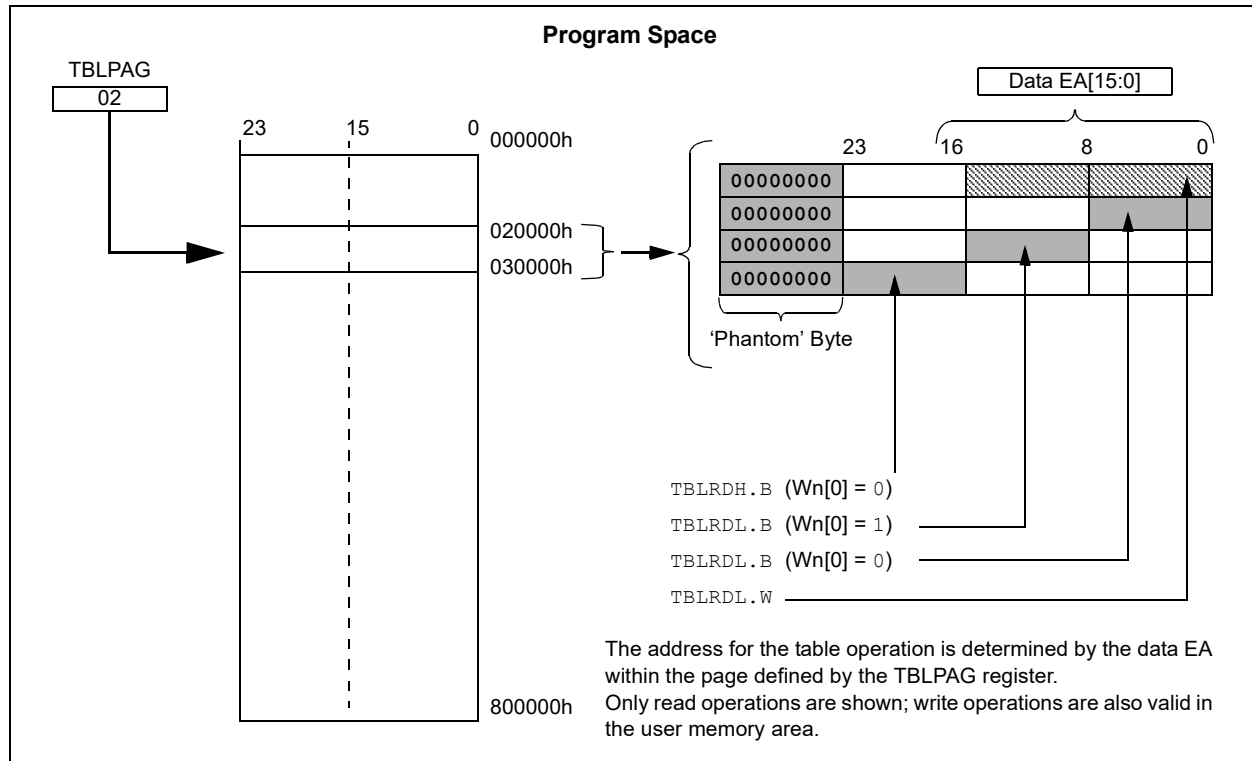 Program Space
TBLPAG
02
Data EA[15:0]
23 15 0
000000h
23 16 8 0
00000000
00000000
00000000
00000000
020000h
030000h
‘Phantom’ Byte
TBLRDH.B (Wn[0] = 0)
TBLRDL.B (Wn[0] = 1)
TBLRDL.B (Wn[0] = 0)
TBLRDL.W
The address for the table operation is determined by the data EA
within the page defined by the TBLPAG register.
Only read operations are shown; write operations are also valid in
the user memory area.
800000h